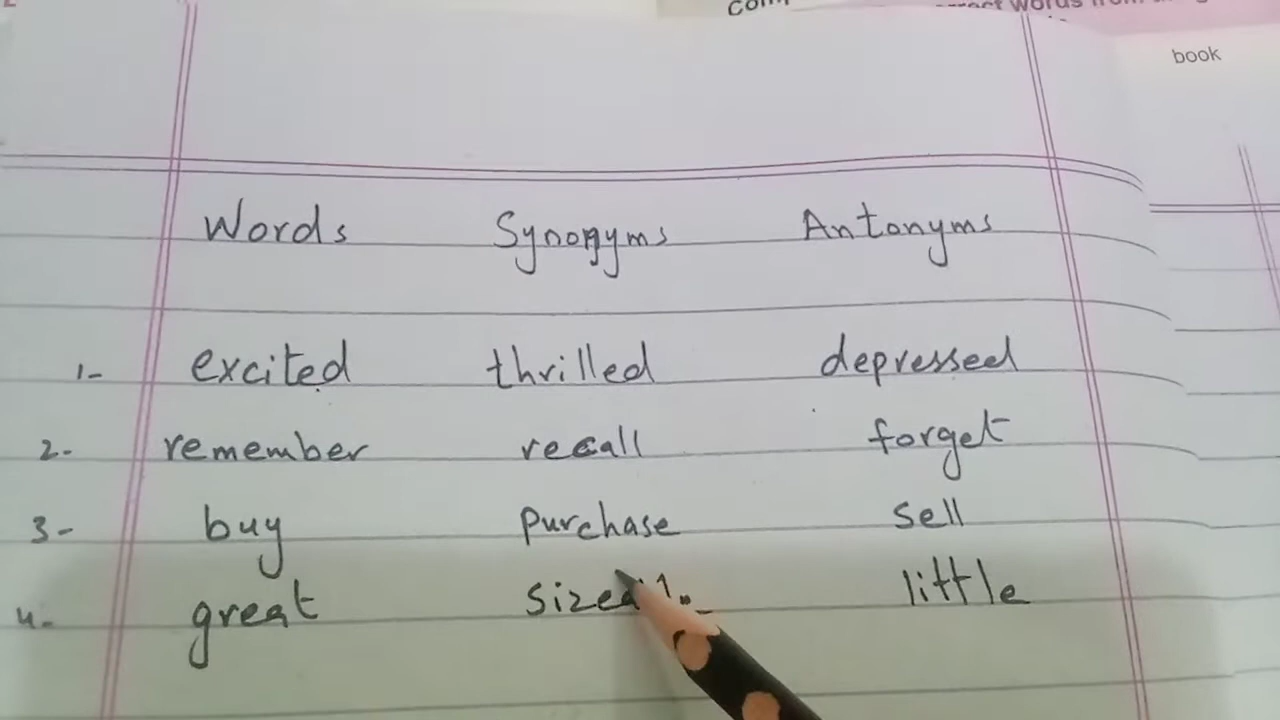 book
Words Synonyms Antonyms
1- excited thrilled depressed
2- remember recall forget
3- buy purchase sell
4- great little